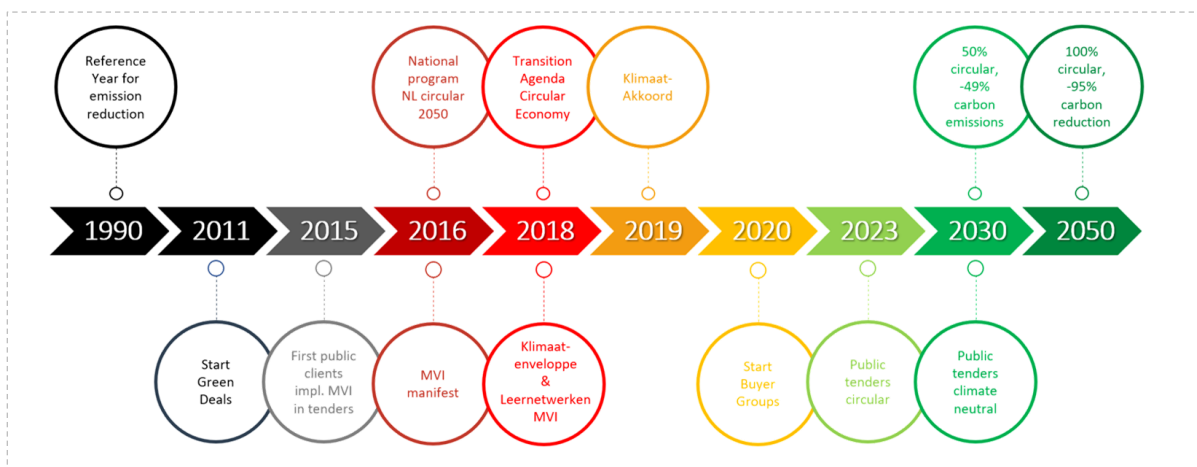 Reference
Year for
emission
reduction
National
program
NL circular
2050
Transition
Agenda
Circular
Economy
Klimaat-
Akkoord
50%
circular,
-49%
carbon
emissions
100%
circular,
-95%
carbon
reduction
1990
2011
2015
2016
2018
2019
2020
2023
2030
2050
Start
Green
Deals
First public
clients
impl. MVI
in tenders
MVI
manifest
Klimaat-
enveloppe
&
Leernetwerken
MVI
Start
Buyer
Groups
Public
tenders
circular
Public
tenders
climate
neutral